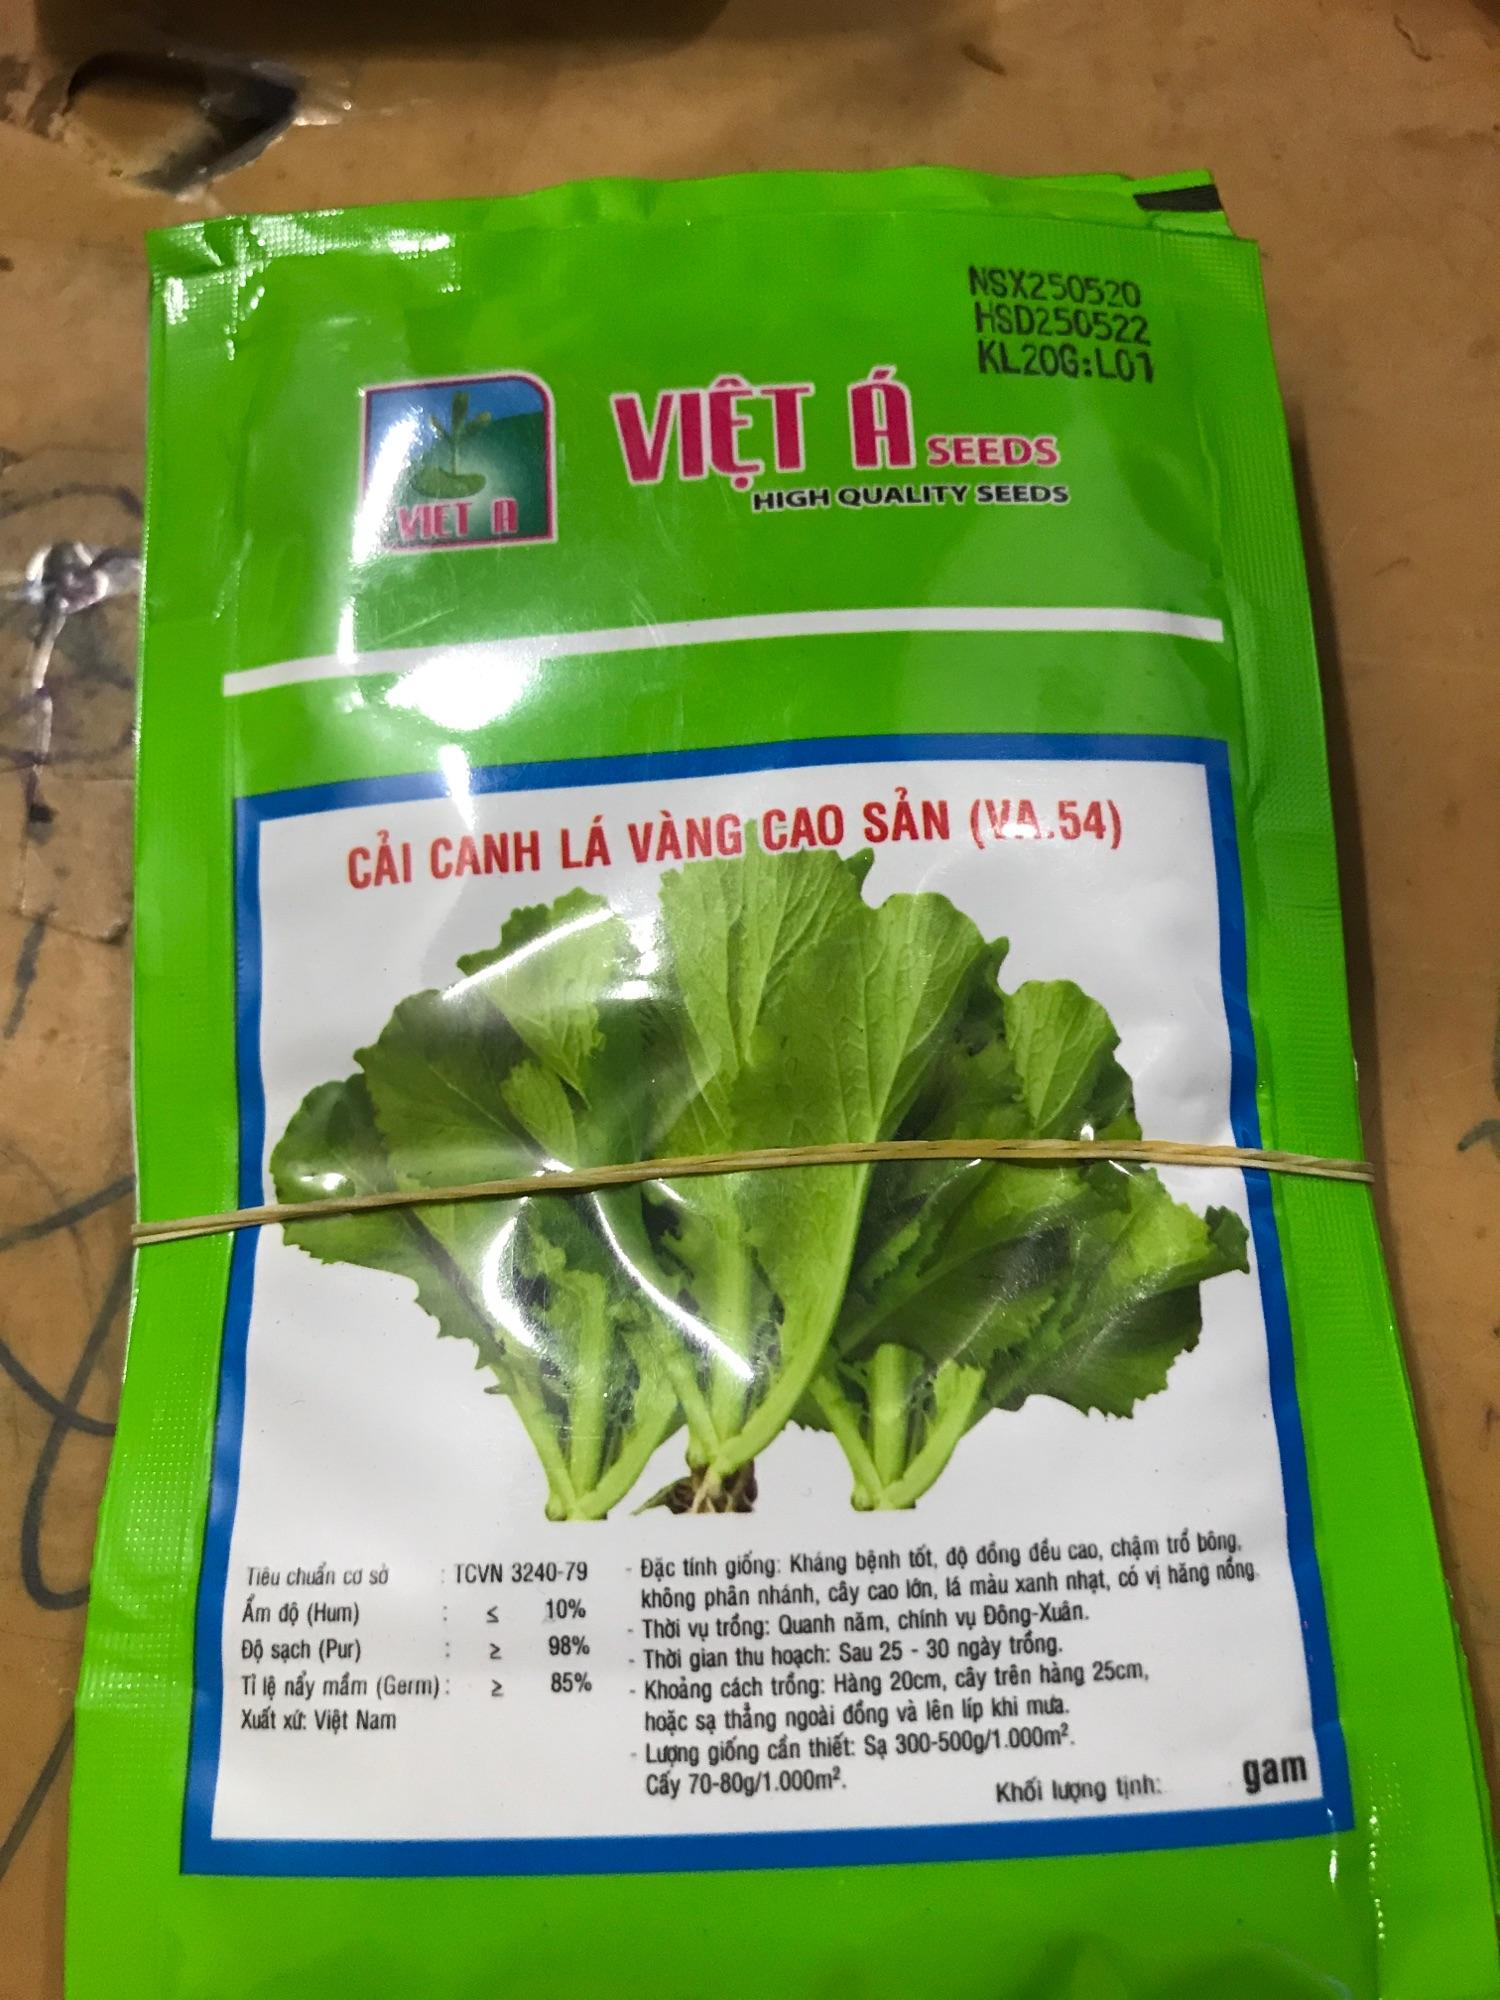 NSX250520
HSD250522
KL20G:L01
VIỆT Á SEEDS
HIGH QUALITY SEEDS
VIET A
CẢI CANH LÁ VÀNG CAO SẢN (VA.54)
Tiêu chuẩn cơ sở : TCVN 3240-79
Ẩm độ (Hum) : ≤ 10%
Độ sạch (Pur) : ≥ 98%
Tỉ lệ nẩy mầm (Germ) : ≥ 85%
Xuất xứ: Việt Nam
- Đặc tính giống: Kháng bệnh tốt, độ đồng đều cao, chậm trổ bông,
không phân nhánh, cây cao lớn, lá màu xanh nhạt, có vị hăng nồng.
- Thời vụ trồng: Quanh năm, chính vụ Đông-Xuân.
- Thời gian thu hoạch: Sau 25 - 30 ngày trồng.
- Khoảng cách trồng: Hàng 20cm, cây trên hàng 25cm,
hoặc sạ thẳng ngoài đồng và lên líp khi mưa.
- Lượng giống cần thiết: Sạ 300-500g/1.000m².
Cấy 70-80g/1.000m².
Khối lượng tịnh: gam